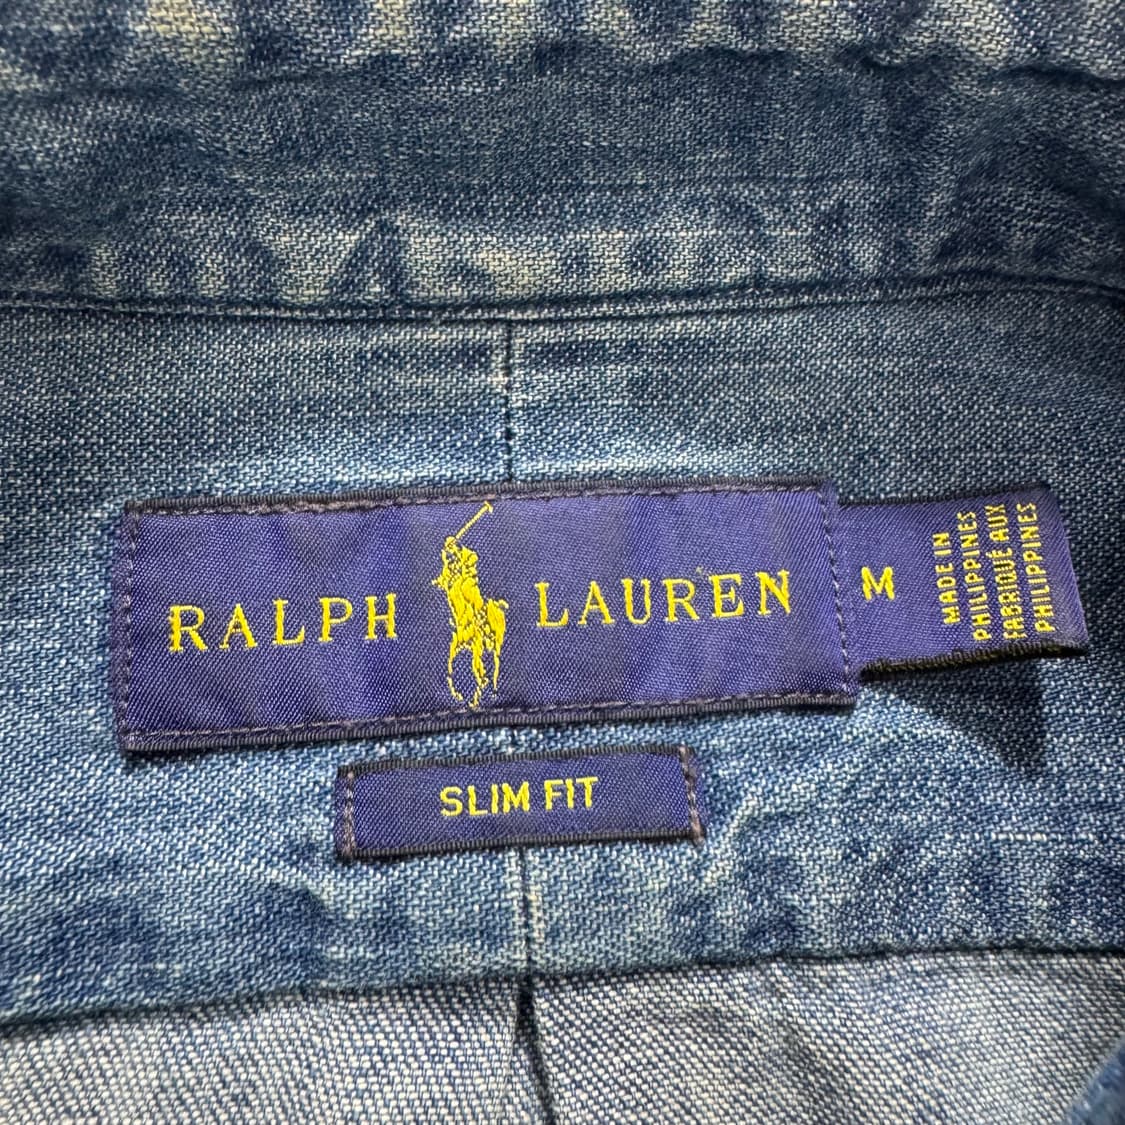 RALPH LAUREN
M
MADE IN
PHILIPPINES
FABRIQUÉ AUX
PHILIPPINES
SLIM FIT